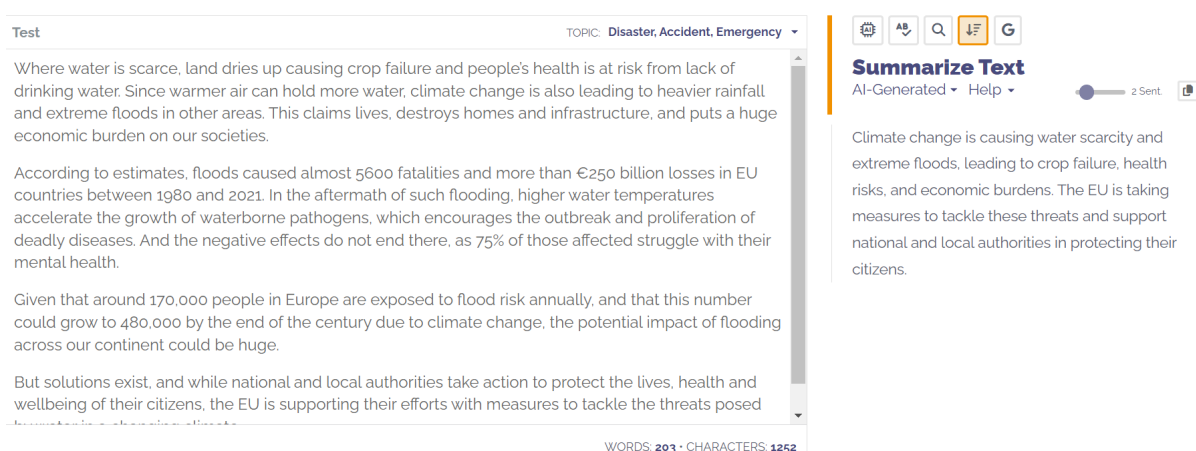 Test
TOPIC: Disaster, Accident, Emergency
Where water is scarce, land dries up causing crop failure and people’s health is at risk from lack of
drinking water. Since warmer air can hold more water, climate change is also leading to heavier rainfall
and extreme floods in other areas. This claims lives, destroys homes and infrastructure, and puts a huge
economic burden on our societies.
According to estimates, floods caused almost 5600 fatalities and more than €250 billion losses in EU
countries between 1980 and 2021. In the aftermath of such flooding, higher water temperatures
accelerate the growth of waterborne pathogens, which encourages the outbreak and proliferation of
deadly diseases. And the negative effects do not end there, as 75% of those affected struggle with their
mental health.
Given that around 170,000 people in Europe are exposed to flood risk annually, and that this number
could grow to 480,000 by the end of the century due to climate change, the potential impact of flooding
across our continent could be huge.
But solutions exist, and while national and local authorities take action to protect the lives, health and
wellbeing of their citizens, the EU is supporting their efforts with measures to tackle the threats posed
WORDS: 203 • CHARACTERS: 1252
AI
AB
G
Summarize Text
AI-Generated Help
2 Sent.
Climate change is causing water scarcity and
extreme floods, leading to crop failure, health
risks, and economic burdens. The EU is taking
measures to tackle these threats and support
national and local authorities in protecting their
citizens.